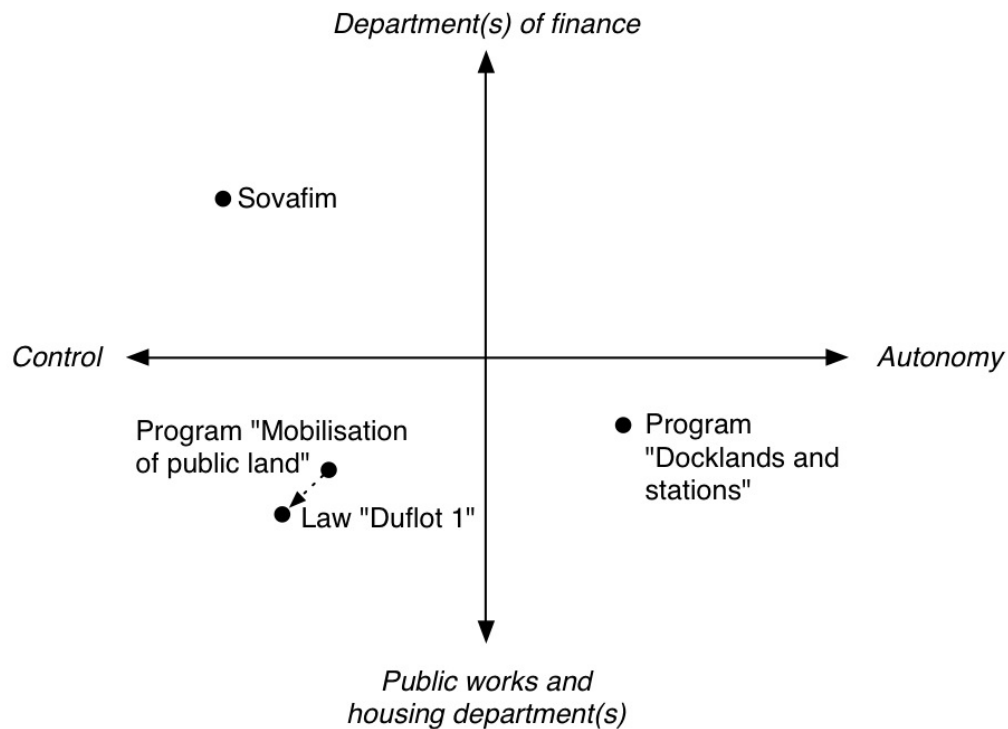 Department(s) of finance
Sovafim
Control
Autonomy
Program "Mobilisation
of public land"
Program
"Docklands and
stations"
Law "Duflot 1"
Public works and
housing department(s)